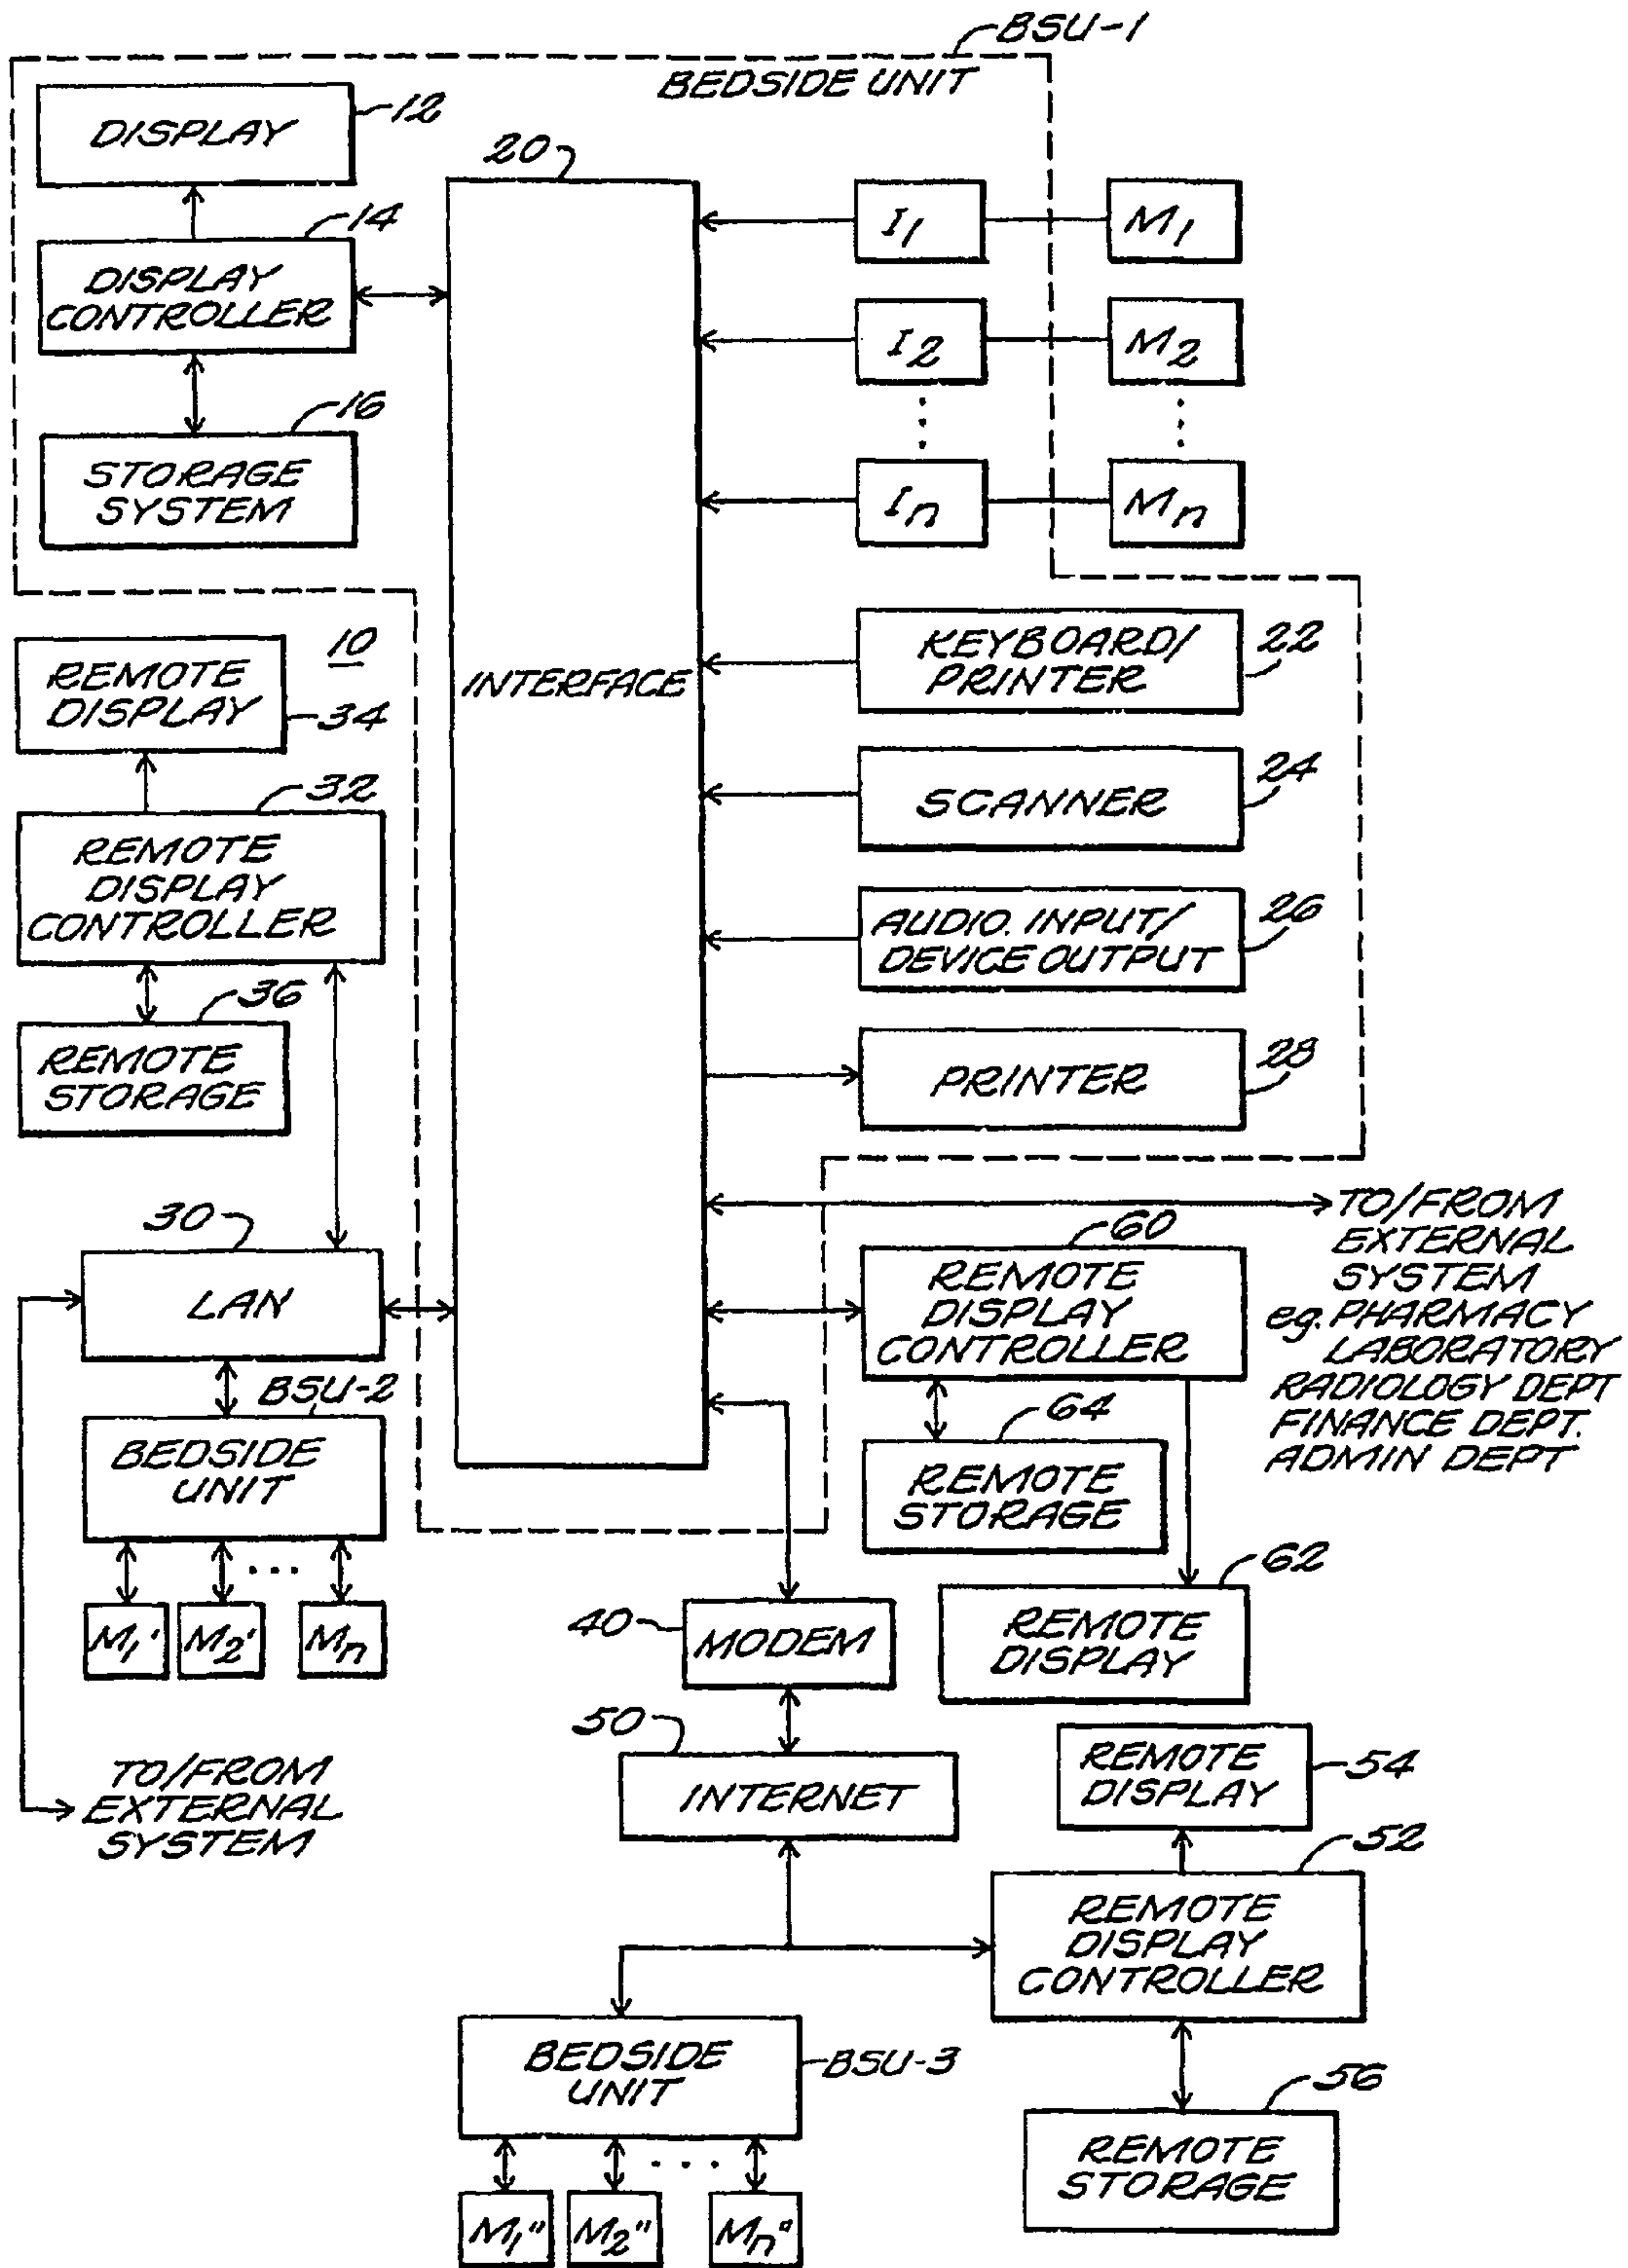 BSU-1
BEDSIDE UNIT
DISPLAY
12
20
DISPLAY
CONTROLLER
14
STORAGE
SYSTEM
16
INTERFACE
I1
M1
I2
M2
In
Mn
KEYBOARD/
PRINTER
22
SCANNER
24
AUDIO. INPUT/
DEVICE OUTPUT
26
PRINTER
28
10
REMOTE
DISPLAY
34
32
REMOTE
DISPLAY
CONTROLLER
36
REMOTE
STORAGE
30
LAN
BSU-2
BEDSIDE
UNIT
M1'
M2'
Mn
TO/FROM
EXTERNAL
SYSTEM
TO/FROM
EXTERNAL
SYSTEM
eg. PHARMACY
LABORATORY
RADIOLOGY DEPT
FINANCE DEPT.
ADMIN DEPT
60
REMOTE
DISPLAY
CONTROLLER
64
REMOTE
STORAGE
62
REMOTE
DISPLAY
40
MODEM
50
INTERNET
REMOTE
DISPLAY
54
52
REMOTE
DISPLAY
CONTROLLER
56
REMOTE
STORAGE
BEDSIDE
UNIT
BSU-3
M1"
M2"
Mn"